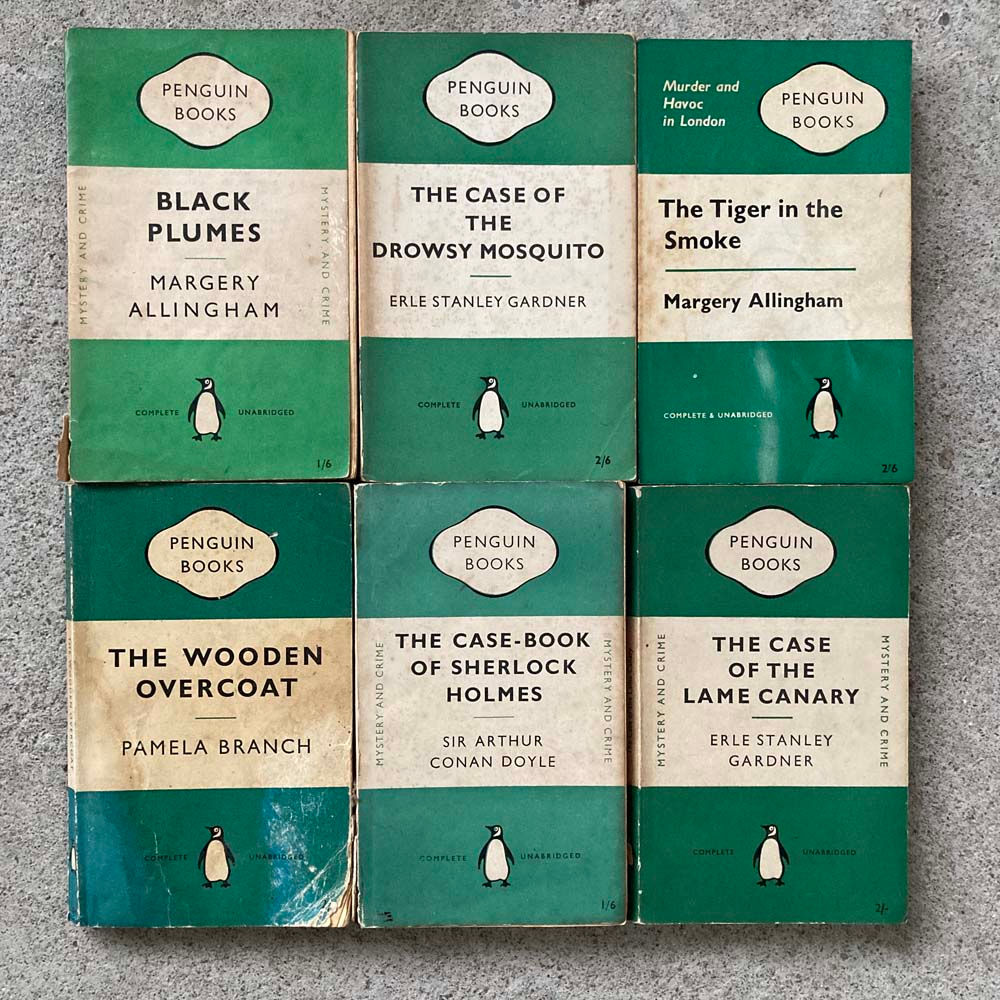 PENGUIN
BOOKS
MYSTERY AND CRIME
BLACK
PLUMES
MARGERY
ALLINGHAM
MYSTERY AND CRIME
COMPLETE UNABRIDGED
1/6
PENGUIN
BOOKS
THE CASE OF
THE
DROWSY MOSQUITO
ERLE STANLEY GARDNER
COMPLETE UNABRIDGED
2/6
Murder and
Havoc
in London
PENGUIN
BOOKS
The Tiger in the
Smoke
Margery Allingham
COMPLETE & UNABRIDGED
2/6
PENGUIN
BOOKS
THE WOODEN
OVERCOAT
PAMELA BRANCH
COMPLETE UNABRIDGED
PENGUIN
BOOKS
MYSTERY AND CRIME
THE CASE-BOOK
OF SHERLOCK
HOLMES
SIR ARTHUR
CONAN DOYLE
MYSTERY AND CRIME
COMPLETE UNABRIDGED
1/6
PENGUIN
BOOKS
MYSTERY AND CRIME
THE CASE
OF THE
LAME CANARY
ERLE STANLEY
GARDNER
MYSTERY AND CRIME
COMPLETE UNABRIDGED
2/-